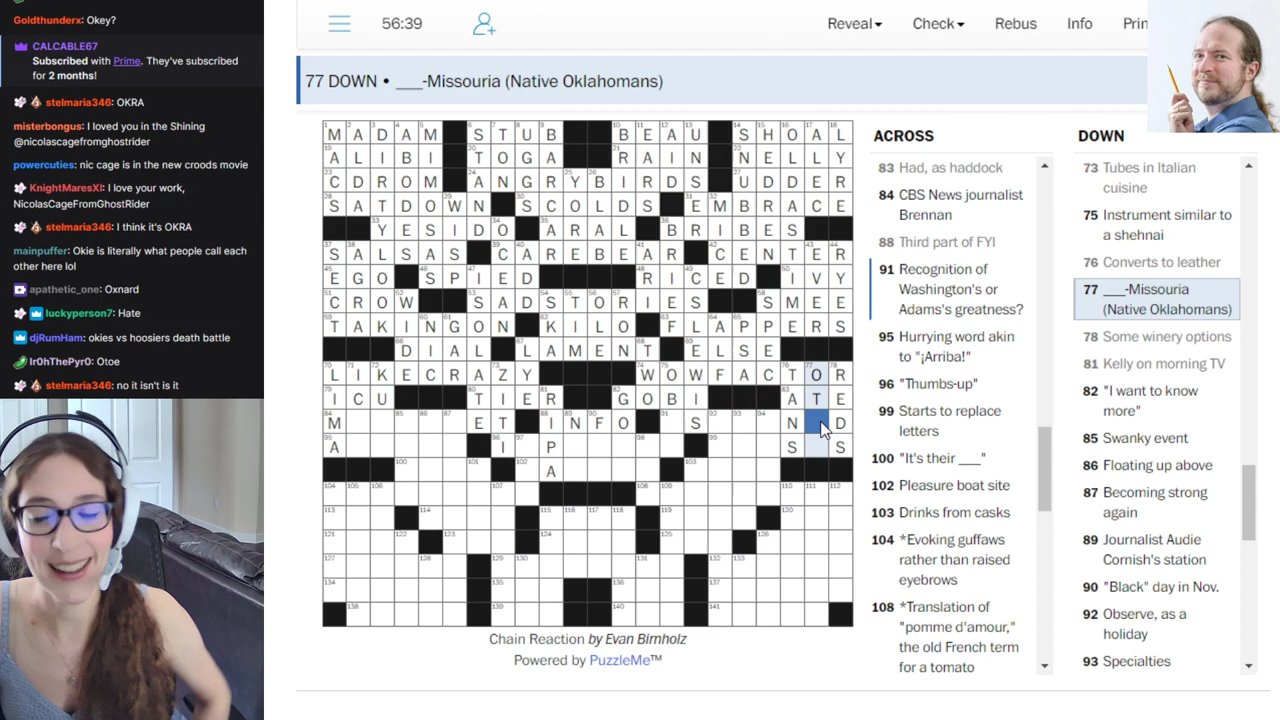 Goldthunderx: Okey?
CALCABLE67
Subscribed with Prime. They've subscribed
for 2 months!
stelmaria346: OKRA
misterbongus: I loved you in the Shining
@nicolascagefromghostrider
powercuties: nic cage is in the new croods movie
KnightMaresXI: I love your work,
NicolasCageFromGhostRider
stelmaria346: I think it's OKRA
mainpuffer: Okie is literally what people call each
other here lol
apathetic_one: Oxnard
luckyperson7: Hate
djRumHam: okies vs hoosiers death battle
Ir0hThePyr0: Otoe
stelmaria346: no it isn't is it
56:39
Reveal
Check
Rebus
Info
Prin
77 DOWN • ___-Missouria (Native Oklahomans)
M A D A M S T U B B E A U S H O A L
A L I B I T O G A R A I N N E L L Y
C D R O M A N G R Y B I R D S U D D E R
S A T D O W N S C O L D S E M B R A C E
Y E S I D O A R A L B R I B E S
S A L S A S C A R E B E A R C E N T E R
E G O S P I E D R I C E D I V Y
C R O W S A D S T O R I E S S M E E
T A K I N G O N K I L O F L A P P E R S
D I A L L A M E N T E L S E
L I K E C R A Z Y W O W F A C T O R
I C U T I E R G O B I A T E
M E T I N F O S N D
A I P S S
A
Chain Reaction by Evan Birnholz
Powered by PuzzleMe™
ACROSS
83 Had, as haddock
84 CBS News journalist
Brennan
88 Third part of FYI
91 Recognition of
Washington's or
Adams's greatness?
95 Hurrying word akin
to "¡Arriba!"
96 "Thumbs-up"
99 Starts to replace
letters
100 "It's their ___"
102 Pleasure boat site
103 Drinks from casks
104 *Evoking guffaws
rather than raised
eyebrows
108 *Translation of
"pomme d'amour,"
the old French term
for a tomato
DOWN
73 Tubes in Italian
cuisine
75 Instrument similar to
a shehnai
76 Converts to leather
77 ___-Missouria
(Native Oklahomans)
78 Some winery options
81 Kelly on morning TV
82 "I want to know
more"
85 Swanky event
86 Floating up above
87 Becoming strong
again
89 Journalist Audie
Cornish's station
90 "Black" day in Nov.
92 Observe, as a
holiday
93 Specialties